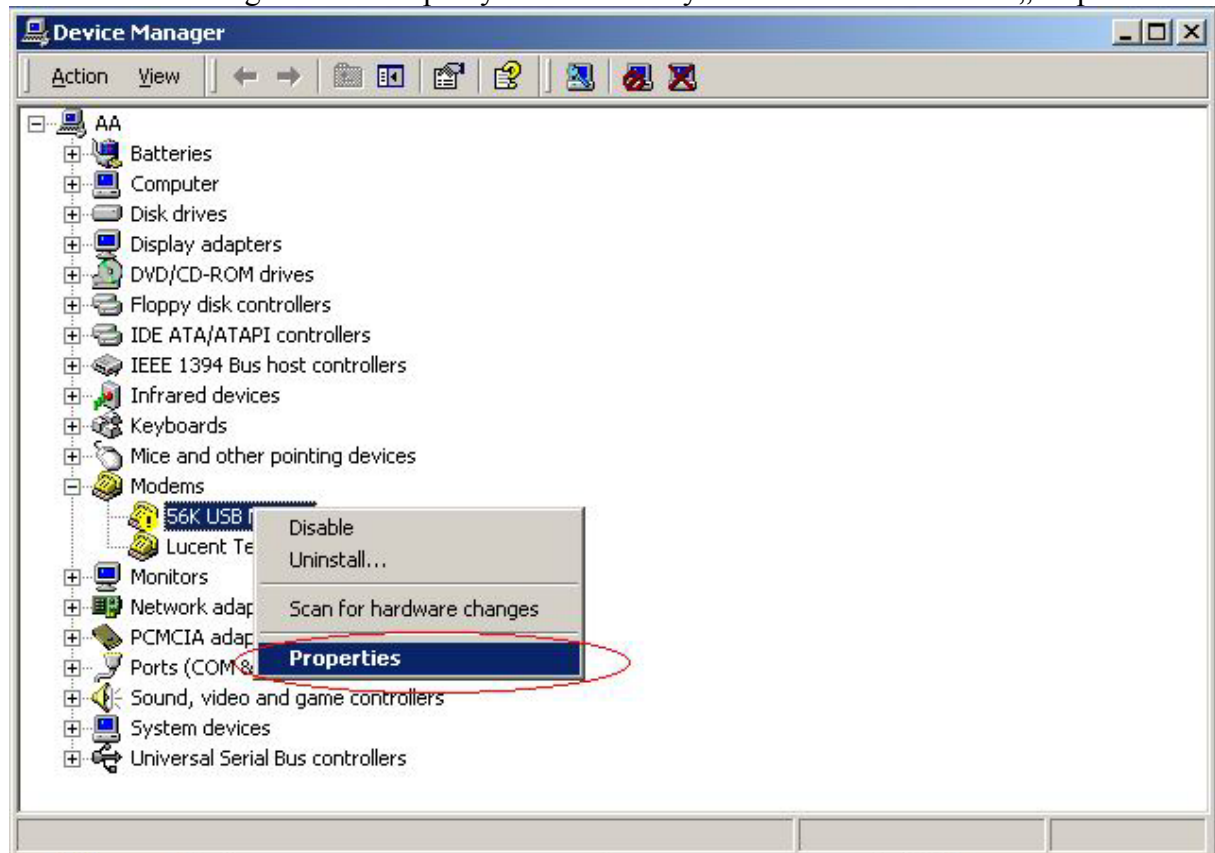 Device Manager
Action View
AA
Batteries
Computer
Disk drives
Display adapters
DVD/CD-ROM drives
Floppy disk controllers
IDE ATA/ATAPI controllers
IEEE 1394 Bus host controllers
Infrared devices
Keyboards
Mice and other pointing devices
Modems
56K USB
Disable
Lucent Te
Uninstall...
Monitors
Network adap
Scan for hardware changes
PCMCIA adap
Properties
Ports (COM &
Sound, video and game controllers
System devices
Universal Serial Bus controllers